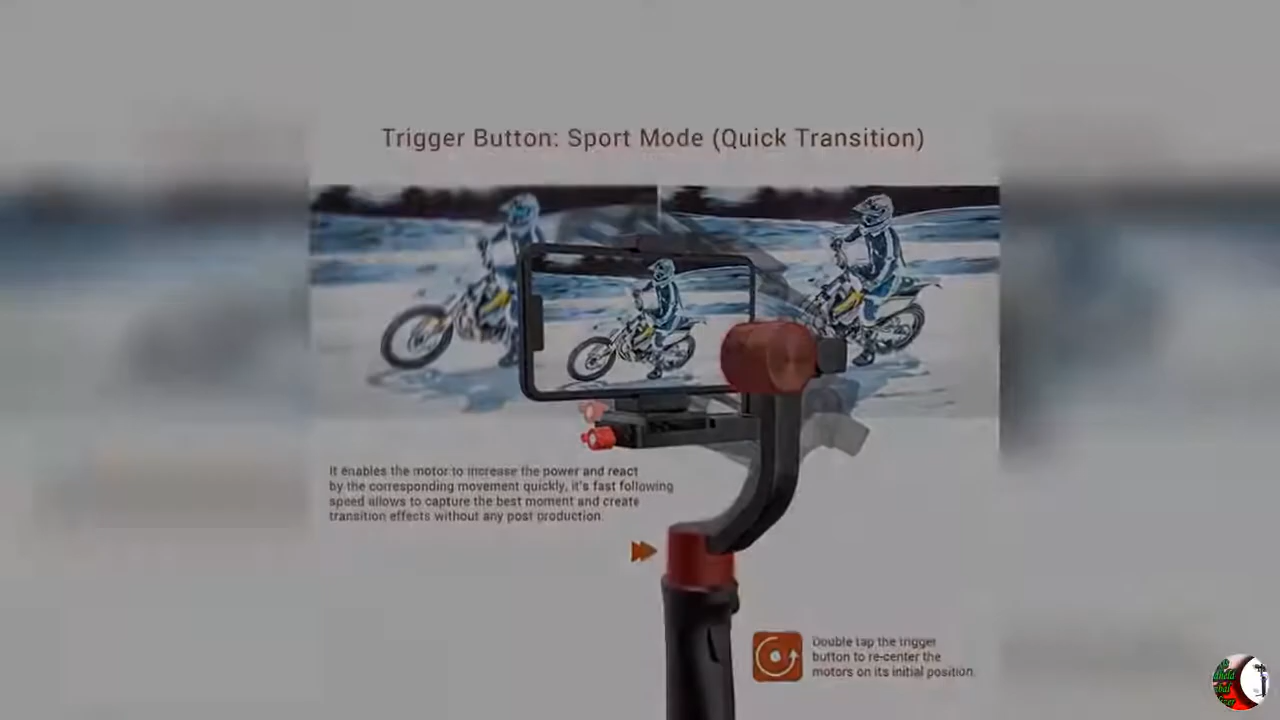 Trigger Button: Sport Mode (Quick Transition)
It enables the motor to increase the power and react
by the corresponding movement quickly, it's fast following
speed allows to capture the best moment and create
transition effects without any post production.
Double tap the trigger
button to re-center the
motors on its initial position.